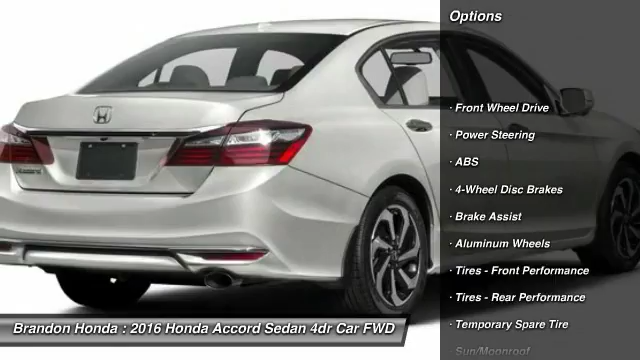 Options
· Front Wheel Drive
· Power Steering
· ABS
· 4-Wheel Disc Brakes
· Brake Assist
· Aluminum Wheels
· Tires - Front Performance
· Tires - Rear Performance
· Temporary Spare Tire
· Sun/Moonroof
Brandon Honda : 2016 Honda Accord Sedan 4dr Car FWD